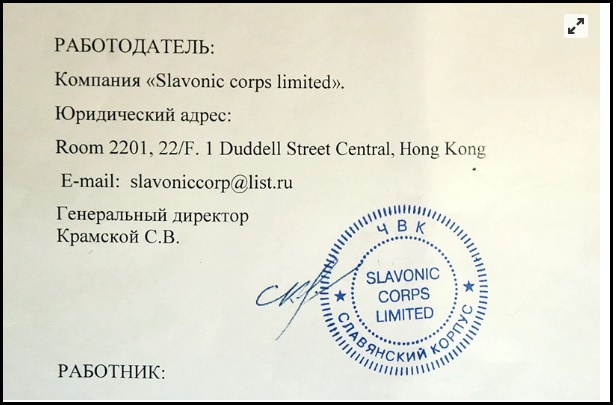 РАБОТОДАТЕЛЬ:
Компания «Slavonic corps limited».
Юридический адрес:
Room 2201, 22/F. 1 Duddell Street Central, Hong Kong
E-mail:  slavoniccorp@list.ru
Генеральный директор
Крамской С.В.
ЧВК
SLAVONIC
CORPS
LIMITED
СЛАВЯНСКИЙ КОРПУС
РАБОТНИК: